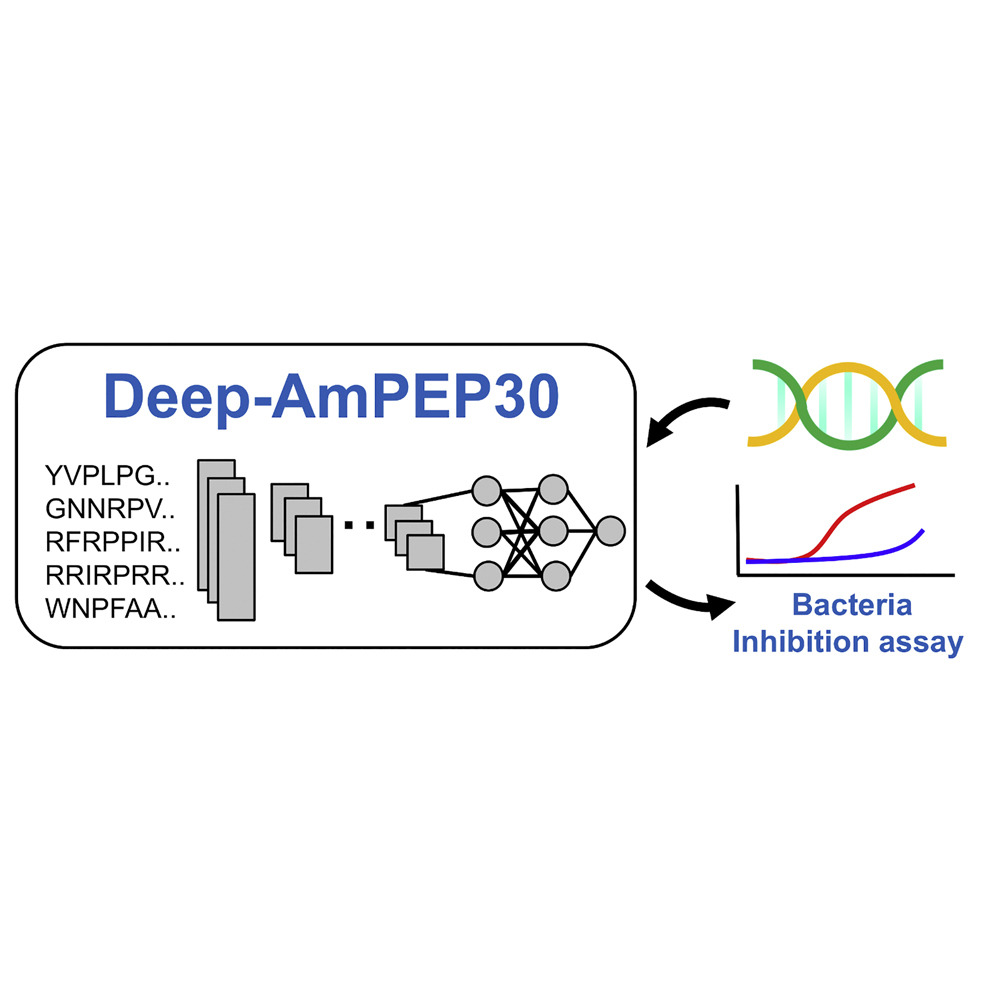 Deep-AmPEP30
YVPLPG..
GNNRPV..
RFRPPIR..
RRIRPRR..
WNPFAA..
Bacteria
Inhibition assay